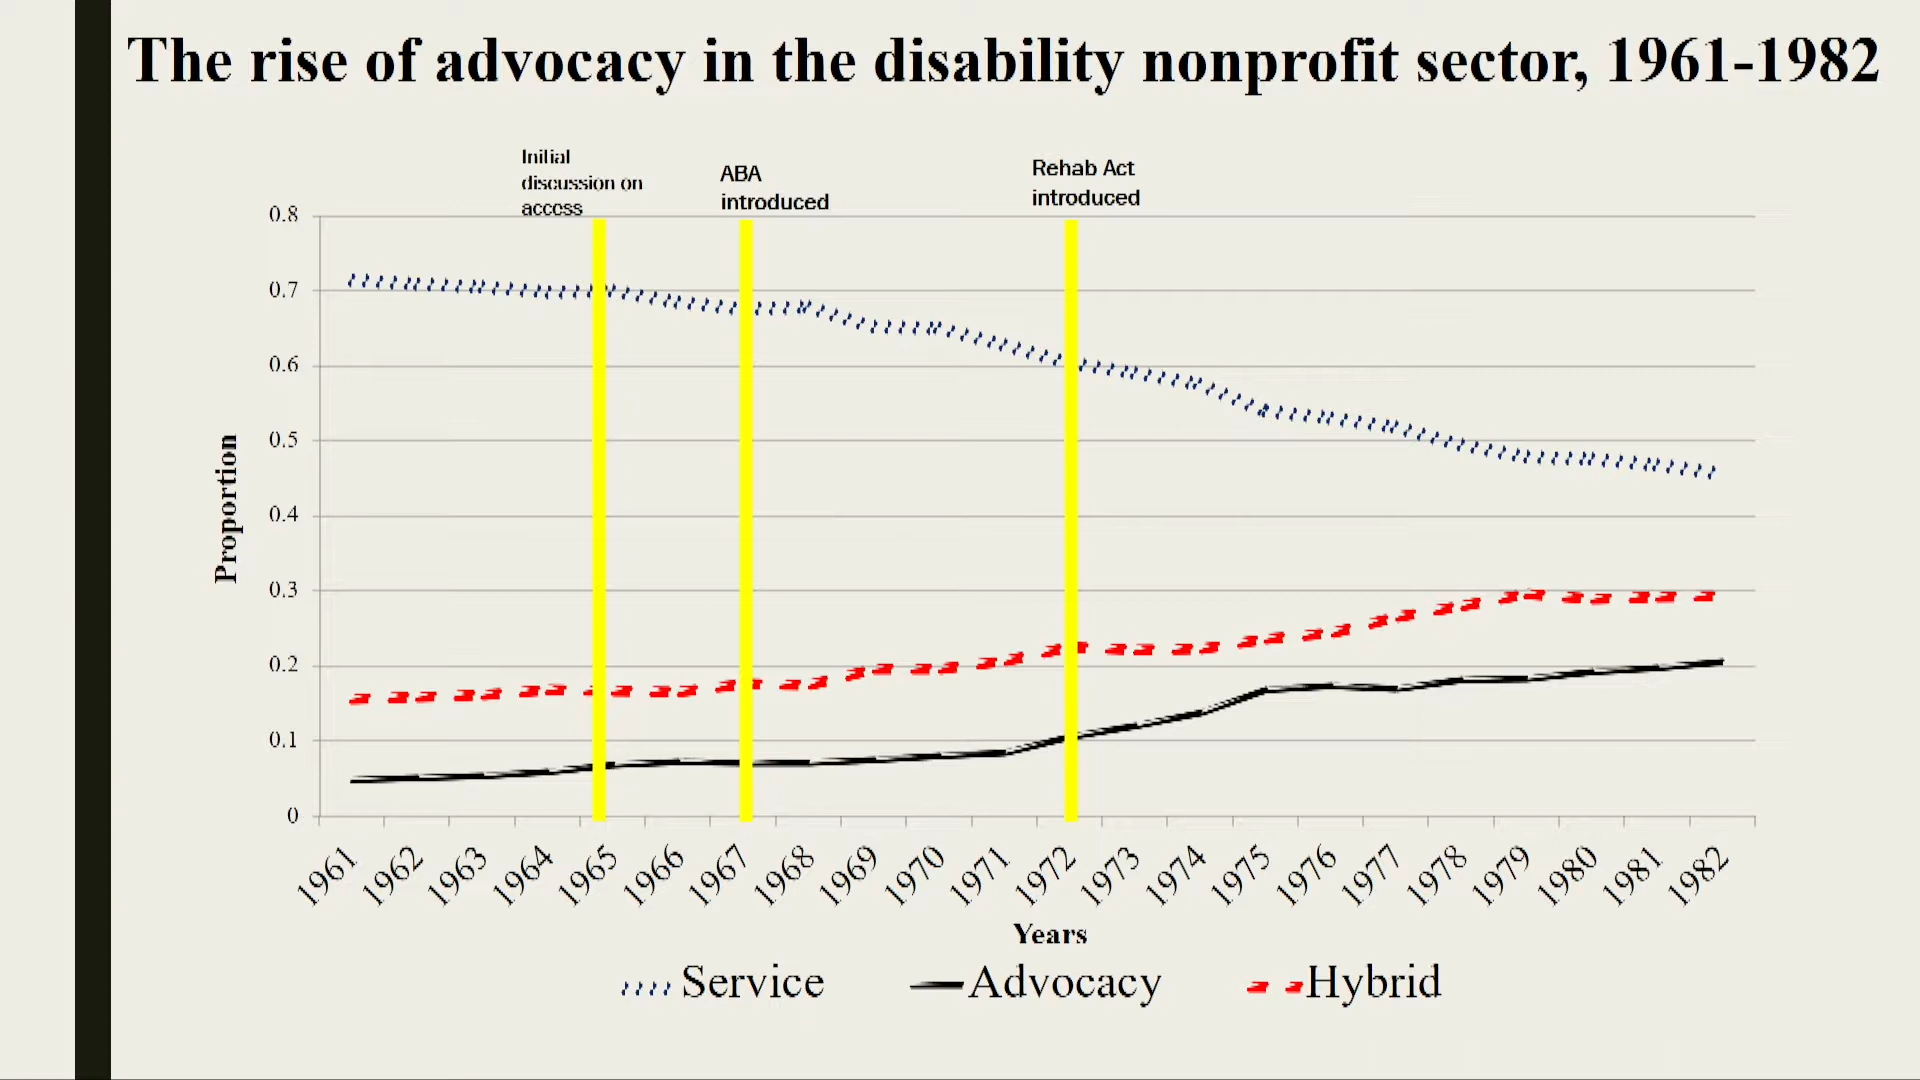 The rise of advocacy in the disability nonprofit sector, 1961-1982
Initial
discussion on
access
ABA
introduced
Rehab Act
introduced
0.8
0.7
0.6
0.5
0.4
0.3
0.2
0.1
0
Proportion
1961 1962 1963 1964 1965 1966 1967 1968 1969 1970 1971 1972 1973 1974 1975 1976 1977 1978 1979 1980 1981 1982
Years
Service Advocacy Hybrid